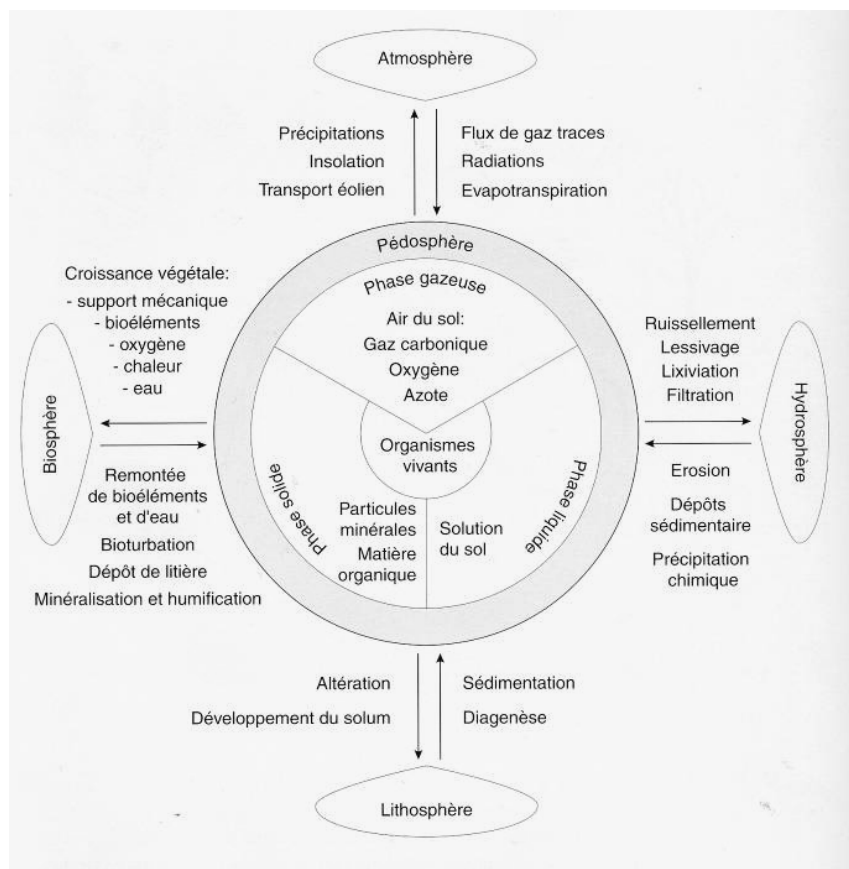 Atmosphère
Précipitations
Insolation
Transport éolien
Flux de gaz traces
Radiations
Evapotranspiration
Pédosphère
Phase gazeuse
Air du sol:
Gaz carbonique
Oxygène
Azote
Croissance végétale:
- support mécanique
- bioéléments
- oxygène
- chaleur
- eau
Biosphère
Remontée
de bioéléments
et d'eau
Bioturbation
Dépôt de litière
Minéralisation et humification
Organismes
vivants
Phase solide
Particules
minérales
Matière
organique
Solution
du sol
Phase liquide
Ruissellement
Lessivage
Lixiviation
Filtration
Hydrosphère
Erosion
Dépôts
sédimentaire
Précipitation
chimique
Altération
Développement du solum
Sédimentation
Diagenèse
Lithosphère